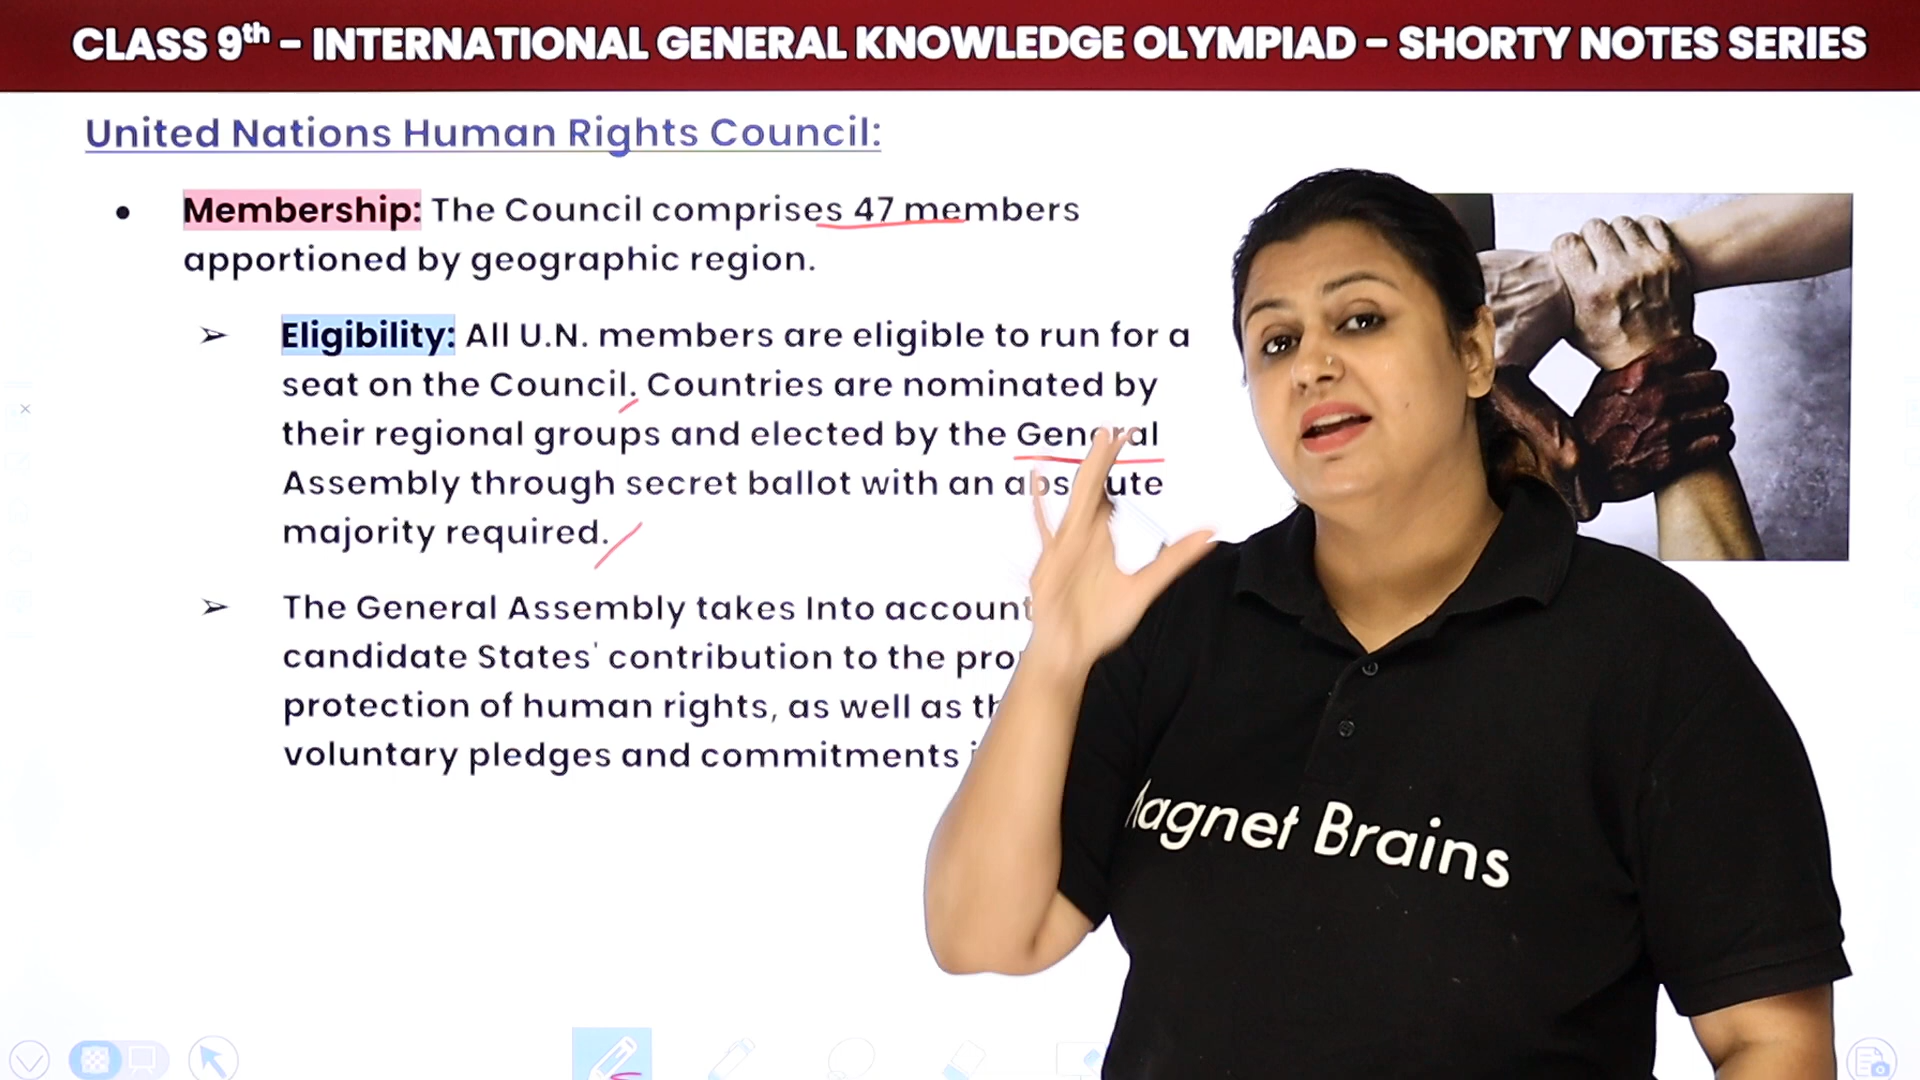 CLASS 9th - INTERNATIONAL GENERAL KNOWLEDGE OLYMPIAD - SHORTY NOTES SERIES
United Nations Human Rights Council:
• Membership: The Council comprises 47 members
apportioned by geographic region.
➢ Eligibility: All U.N. members are eligible to run for a
seat on the Council. Countries are nominated by
their regional groups and elected by the General
Assembly through secret ballot with an
majority required.
➢ The General Assembly takes Into account
candidate States' contribution to the
protection of human rights, as well as
voluntary pledges and commitments
Magnet Brains